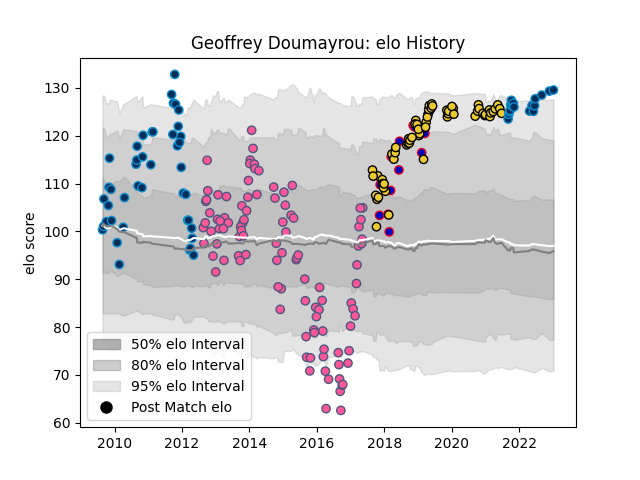 Geoffrey Doumayrou: elo History
elo score
130
120
110
100
90
80
70
60
50% elo Interval
80% elo Interval
95% elo Interval
Post Match elo
2010
2012
2014
2016
2018
2020
2022